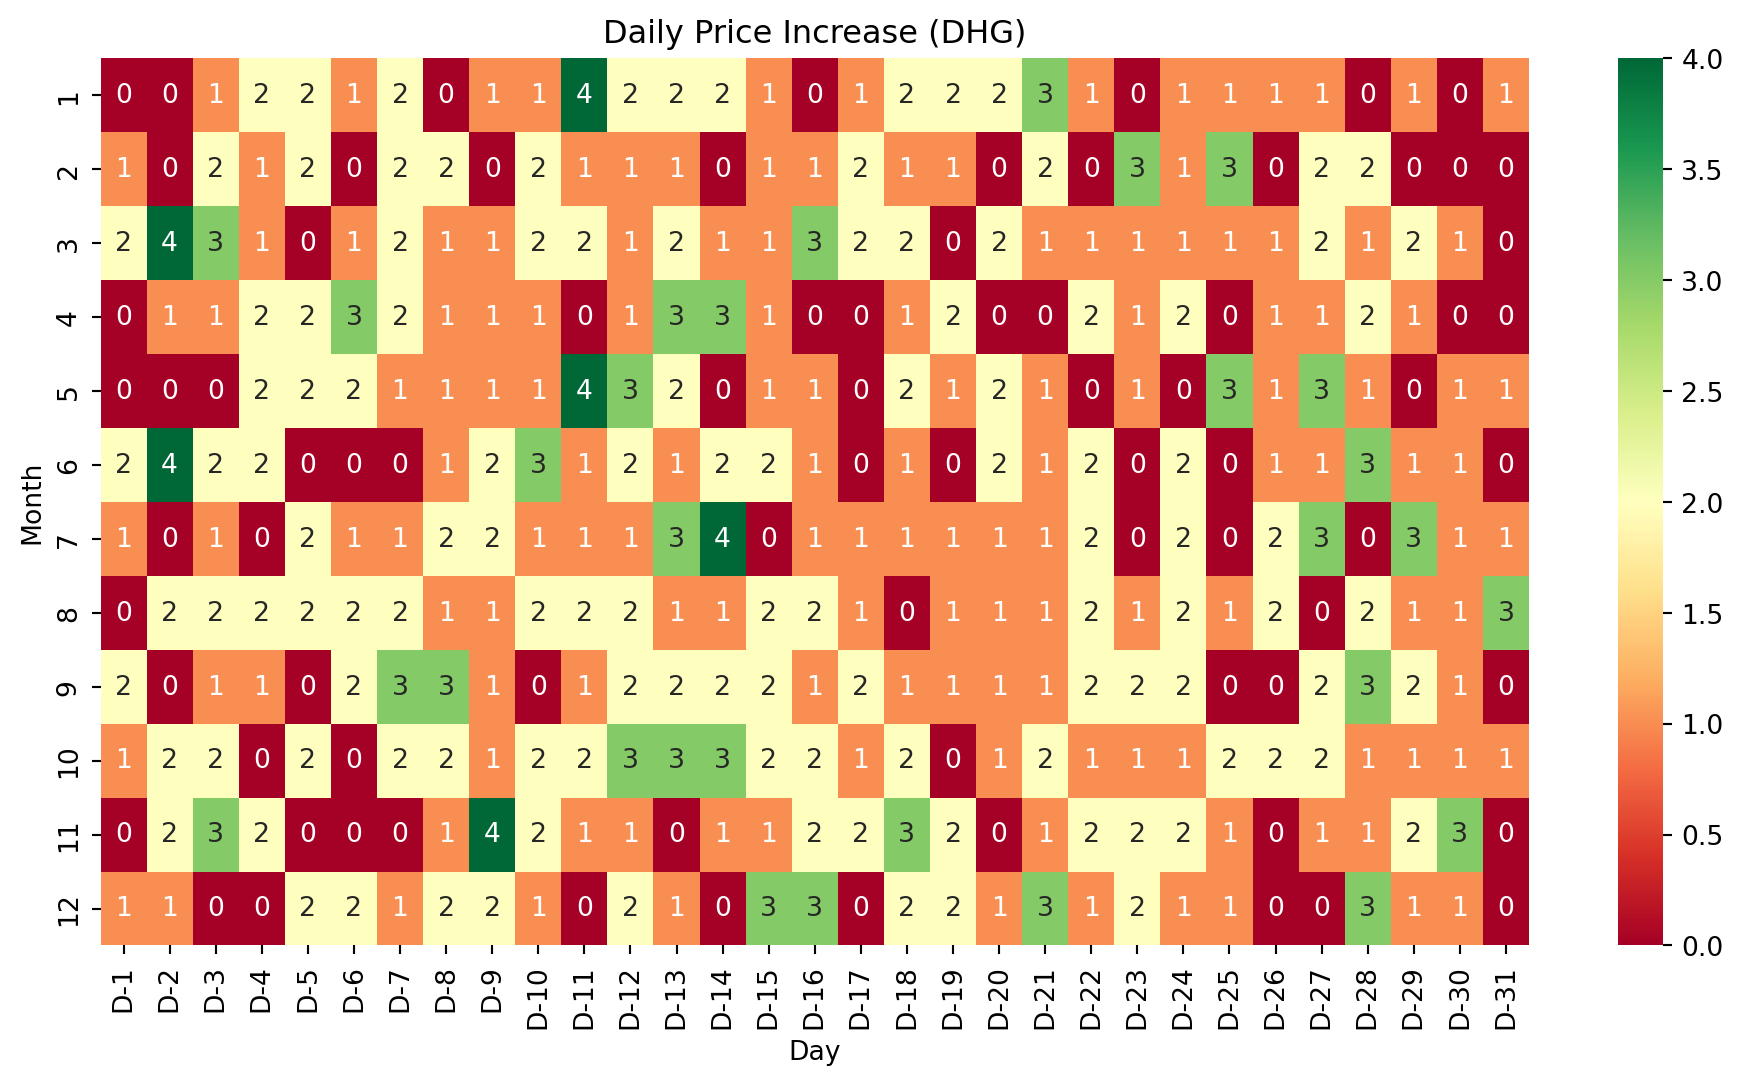 Daily Price Increase (DHG)
1 0 0 1 2 2 1 2 0 1 1 4 2 2 2 1 0 1 2 2 2 3 1 0 1 1 1 1 0 1 0 1
2 1 0 2 1 2 0 2 2 0 2 1 1 1 0 1 1 2 1 1 0 2 0 3 1 3 0 2 2 0 0 0
3 2 4 3 1 0 1 2 1 1 2 2 1 2 1 1 3 2 2 0 2 1 1 1 1 1 1 2 1 2 1 0
4 0 1 1 2 2 3 2 1 1 1 0 1 3 3 1 0 0 1 2 0 0 2 1 2 0 1 1 2 1 0 0
5 0 0 0 2 2 2 1 1 1 1 4 3 2 0 1 1 0 2 1 2 1 0 1 0 3 1 3 1 0 1 1
6 2 4 2 2 0 0 0 1 2 3 1 2 1 2 2 1 0 1 0 2 1 2 0 2 0 1 1 3 1 1 0
7 1 0 1 0 2 1 1 2 2 1 1 1 3 4 0 1 1 1 1 1 1 2 0 2 0 2 3 0 3 1 1
8 0 2 2 2 2 2 2 1 1 2 2 2 1 1 2 2 1 0 1 1 1 2 1 2 1 2 0 2 1 1 3
9 2 0 1 1 0 2 3 3 1 0 1 2 2 2 2 1 2 1 1 1 1 2 2 2 0 0 2 3 2 1 0
10 1 2 2 0 2 0 2 2 1 2 2 3 3 3 2 2 1 2 0 1 2 1 1 1 2 2 2 1 1 1 1
11 0 2 3 2 0 0 0 1 4 2 1 1 0 1 1 2 2 3 2 0 1 2 2 2 1 0 1 1 2 3 0
12 1 1 0 0 2 2 1 2 2 1 0 2 1 0 3 3 0 2 2 1 3 1 2 1 1 0 0 3 1 1 0
Month
D-1 D-2 D-3 D-4 D-5 D-6 D-7 D-8 D-9 D-10 D-11 D-12 D-13 D-14 D-15 D-16 D-17 D-18 D-19 D-20 D-21 D-22 D-23 D-24 D-25 D-26 D-27 D-28 D-29 D-30 D-31
Day
4.0
3.5
3.0
2.5
2.0
1.5
1.0
0.5
0.0